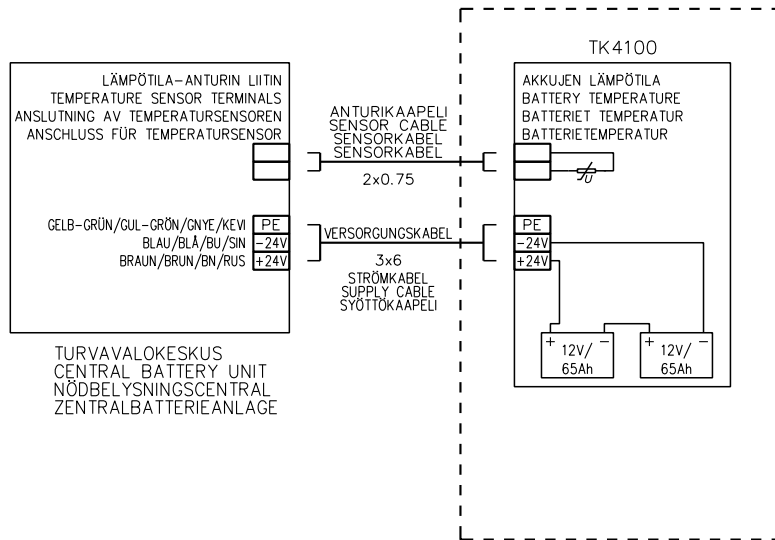 TK4100
LÄMPÖTILA-ANTURIN LIITIN
TEMPERATURE SENSOR TERMINALS
ANSLUTNING AV TEMPERATURSENSOREN
ANSCHLUSS FÜR TEMPERATURSENSOR
ANTURIKAAPELI
SENSOR CABLE
SENSORKABEL
SENSORKABEL
2x0.75
AKKUJEN LÄMPÖTILA
BATTERY TEMPERATURE
BATTERIET TEMPERATUR
BATTERIETEMPERATUR
U
GELB-GRÜN/GUL-GRÖN/GNYE/KEVI PE
BLAU/BLÅ/BU/SIN -24V
BRAUN/BRUN/BN/RUS +24V
VERSORGUNGSKABEL
3x6
STRÖMKABEL
SUPPLY CABLE
SYÖTTÖKAAPELI
PE
-24V
+24V
+ 12V/ -
65Ah
+ 12V/ -
65Ah
TURVAVALOKESKUS
CENTRAL BATTERY UNIT
NÖDBELYSNINGSCENTRAL
ZENTRALBATTERIEANLAGE